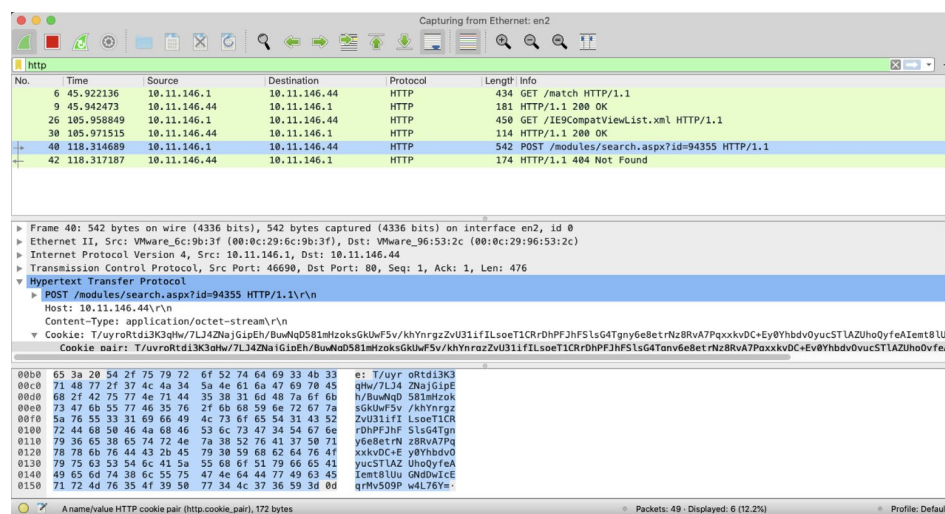 Capturing from Ethernet: en2
http
No. Time Source Destination Protocol Length Info
6 45.922136 10.11.146.1 10.11.146.44 HTTP 434 GET /match HTTP/1.1
9 45.942473 10.11.146.44 10.11.146.1 HTTP 181 HTTP/1.1 200 OK
26 105.958849 10.11.146.1 10.11.146.44 HTTP 450 GET /IE9CompatViewList.xml HTTP/1.1
30 105.971515 10.11.146.44 10.11.146.1 HTTP 114 HTTP/1.1 200 OK
40 118.314689 10.11.146.1 10.11.146.44 HTTP 542 POST /modules/search.aspx?id=94355 HTTP/1.1
42 118.317187 10.11.146.44 10.11.146.1 HTTP 174 HTTP/1.1 404 Not Found
Frame 40: 542 bytes on wire (4336 bits), 542 bytes captured (4336 bits) on interface en2, id 0
Ethernet II, Src: VMware_6c:9b:3f (00:0c:29:6c:9b:3f), Dst: VMware_96:53:2c (00:0c:29:96:53:2c)
Internet Protocol Version 4, Src: 10.11.146.1, Dst: 10.11.146.44
Transmission Control Protocol, Src Port: 46690, Dst Port: 80, Seq: 1, Ack: 1, Len: 476
Hypertext Transfer Protocol
POST /modules/search.aspx?id=94355 HTTP/1.1\r\n
Host: 10.11.146.44\r\n
Content-Type: application/octet-stream\r\n
Cookie: T/uyroRtdi3K3qHw/7LJ4ZNajGipEh/BuwNqD581mHzoksGkUwF5v/khYnrgzZvU31ifILsoeT1CRrDhPFJhFSlsG4Tgny6e8etrNz8RvA7PqxxkvDC+Ey0YhbdvOyucSTlAZUhoQyfeAIemt8lU
Cookie pair: T/uyroRtdi3K3qHw/7LJ4ZNajGipEh/BuwNqD581mHzoksGkUwF5v/khYnrgzZvU31ifILsoeT1CRrDhPFJhFSlsG4Tgny6e8etrNz8RvA7PqxxkvDC+Ey0YhbdvOyucSTlAZUhoQyfeA
00b0 65 3a 20 54 2f 75 79 72 6f 52 74 64 69 33 4b 33 e: T/uyr oRtdi3K3
00c0 71 48 77 2f 37 4c 4a 34 5a 4e 61 6a 47 69 70 45 qHw/7LJ4 ZNajGipE
00d0 68 2f 42 75 77 4e 71 44 35 38 31 6d 48 7a 6f 6b h/BuwNqD 581mHzok
00e0 73 47 6b 55 77 46 35 76 2f 6b 68 59 6e 72 67 7a sGkUwF5v /khYnrgz
00f0 5a 76 55 33 31 69 66 49 4c 73 6f 65 54 31 43 52 ZvU31ifI LsoeT1CR
0100 72 44 68 50 46 4a 68 46 53 6c 73 47 34 54 67 6e rDhPFJhF SlsG4Tgn
0110 79 36 65 38 65 74 72 4e 7a 38 52 76 41 37 50 71 y6e8etrN z8RvA7Pq
0120 78 78 6b 76 44 43 2b 45 79 30 59 68 62 64 76 4f xxkvDC+E y0YhbdvO
0130 79 75 63 53 54 6c 41 5a 55 68 6f 51 79 66 65 41 yucSTlAZ UhoQyfeA
0140 49 65 6d 74 38 6c 55 75 47 4e 64 44 77 49 63 45 Iemt8lUu GNdDwIcE
0150 71 72 4d 76 35 4f 39 50 77 34 4c 37 36 59 3d 0d qrMv5O9P w4L76Y=·
A name/value HTTP cookie pair (http.cookie_pair), 172 bytes
Packets: 49 · Displayed: 6 (12.2%)
Profile: Defau